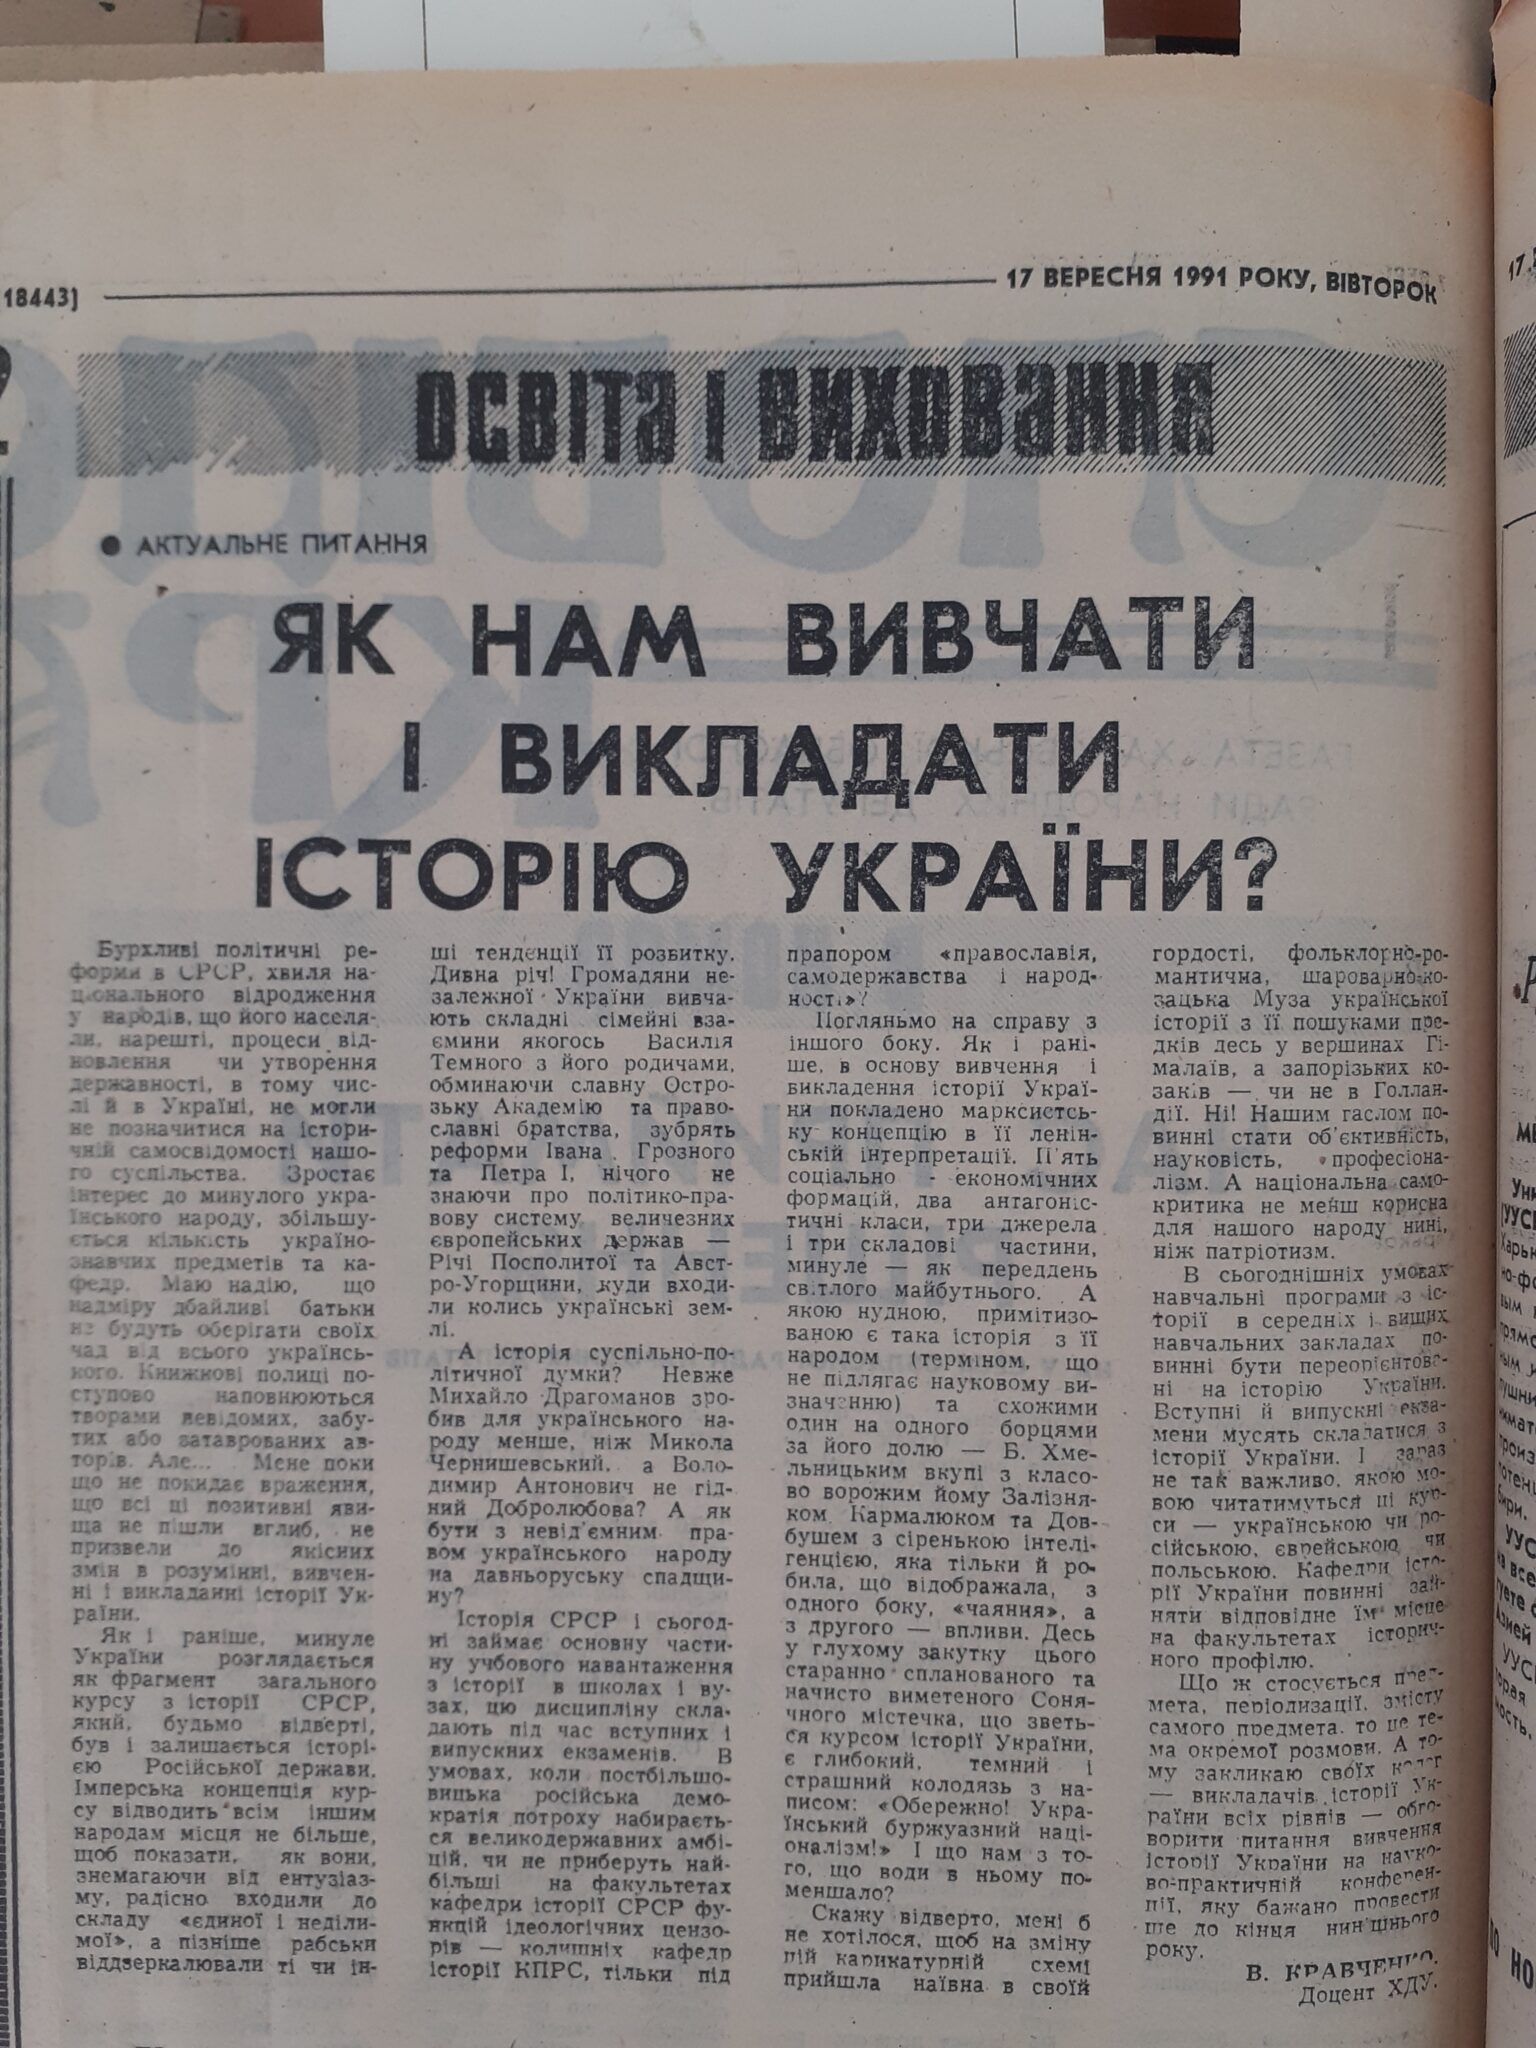 18443]
17 ВЕРЕСНЯ 1991 РОКУ, ВІВТОРОК
ОСВІТА І ВИХОВАННЯ
● АКТУАЛЬНЕ ПИТАННЯ
ЯК НАМ ВИВЧАТИ
І ВИКЛАДАТИ
ІСТОРІЮ УКРАЇНИ?
Бурхливі політичні ре-
форми в СРСР, хвиля на-
ціонального відродження
у народів, що його населя-
ли, нарешті, процеси від-
новлення чи утворення
державності, в тому чис-
лі й в Україні, не могли
не позначитися на істори-
чній самосвідомості нашо-
го суспільства. Зростає
інтерес до минулого укра-
їнського народу, збільшу-
ється кількість україно-
знавчих предметів та ка-
федр. Маю надію, що
надміру дбайливі батьки
не будуть оберігати своїх
чад від всього українсь-
кого. Книжкові полиці по-
ступово наповнюються
творами невідомих, забу-
тих або затаврованих ав-
торів. Але... Мене поки
що не покидає враження,
що всі ці позитивні яви-
ща не пішли вглиб, не
призвели до якісних
змін в розумінні, вивчен-
ні і викладанні історії Ук-
раїни.
Як і раніше, минуле
України розглядається
як фрагмент загального
курсу з історії СРСР,
який, будьмо відверті,
був і залишається історі-
єю Російської держави.
Імперська концепція кур-
су відводить всім іншим
народам місця не більше,
щоб показати, як вони,
знемагаючи від ентузіаз-
му, радісно входили до
складу «єдиної і неділи-
мої», а пізніше рабськи
віддзеркалювали ті чи ін-
ші тенденції її розвитку.
Дивна річ! Громадяни не-
залежної України вивча-
ють складні сімейні вза-
ємини якогось Василія
Темного з його родичами,
обминаючи славну Остро-
зьку Академію та право-
славні братства, зубрять
реформи Івана Грозного
та Петра І, нічого не
знаючи про політико-пра-
вову систему величезних
європейських держав —
Річі Посполитої та Авст-
ро-Угорщини, куди входи-
ли колись українські зем-
лі.
А історія суспільно-по-
літичної думки? Невже
Михайло Драгоманов зро-
бив для українського на-
роду менше, ніж Микола
Чернишевський, а Воло-
димир Антонович не гід-
ний Добролюбова? А як
бути з невід'ємним пра-
вом українського народу
на давньоруську спадщи-
ну?
Історія СРСР і сьогод-
ні займає основну части-
ну учбового навантаження
з історії в школах і ву-
зах, цю дисципліну скла-
дають під час вступних і
випускних екзаменів. В
умовах, коли постбільшо-
вицька російська демо-
кратія потроху набираєть-
ся великодержавних амбі-
цій, чи не приберуть най-
більші на факультетах
кафедри історії СРСР фу-
нкцій ідеологічних цензо-
рів — колишніх кафедр
історії КПРС, тільки під
прапором «православія,
самодержавства і народ-
ності»?
Погляньмо на справу з
іншого боку. Як і рані-
ше, в основу вивчення і
викладення історії Украї-
ни покладено марксистсь-
ку концепцію в її ленін-
ській інтерпретації. П'ять
соціально - економічних
формацій, два антагоніс-
тичні класи, три джерела
і три складові частини,
минуле — як переддень
світлого майбутнього. А
якою нудною, примітизо-
ваною є така історія з її
народом (терміном, що
не підлягає науковому ви-
значенню) та схожими
один на одного борцями
за його долю — Б. Хме-
льницьким вкупі з класо-
во ворожим йому Залізня-
ком, Кармалюком та Дов-
бушем з сіренькою інтелі-
генцією, яка тільки й ро-
била, що відображала, з
одного боку, «чаяния», а
з другого — впливи. Десь
у глухому закутку цього
старанно спланованого та
начисто виметеного Соня-
чного містечка, що зветь-
ся курсом історії України,
є глибокий, темний і
страшний колодязь з на-
писом: «Обережно! Укра-
їнський буржуазний наці-
оналізм!» І що нам з то-
го, що води в ньому по-
меншало?
Скажу відверто, мені б
не хотілося, щоб на зміну
цій карикатурній схемі
прийшла наївна в своїй
гордості, фольклорно-ро-
мантична, шароварно-ко-
зацька Муза української
історії з її пошуками пре-
дків десь у вершинах Гі-
малаїв, а запорізьких ко-
заків — чи не в Голлан-
дії. Ні! Нашим гаслом по-
винні стати об'єктивність,
науковість, професіона-
лізм. А національна само-
критика не менш корисна
для нашого народу нині,
ніж патріотизм.
В сьогоднішніх умовах
навчальні програми з іс-
торії в середніх і вищих
навчальних закладах по-
винні бути переорієнтова-
ні на історію України.
Вступні й випускні екза-
мени мусять складатися з
історії України. І зараз
не так важливо, якою мо-
вою читатимуться ці кур-
си — українською чи ро-
сійською, єврейською чи
польською. Кафедри істо-
рії України повинні зай-
няти відповідне їм місце
на факультетах історич-
ного профілю.
Що ж стосується пред-
мета, періодизації, змісту
самого предмета, то це те-
ма окремої розмови. А то-
му закликаю своїх колег
— викладачів історії Ук-
раїни всіх рівнів — обго-
ворити питання вивчення
історії України на науко-
во-практичній конферен-
ції, яку бажано провести
ще до кінця нинішнього
року.
В. КРАВЧЕНКО.
Доцент ХДУ.